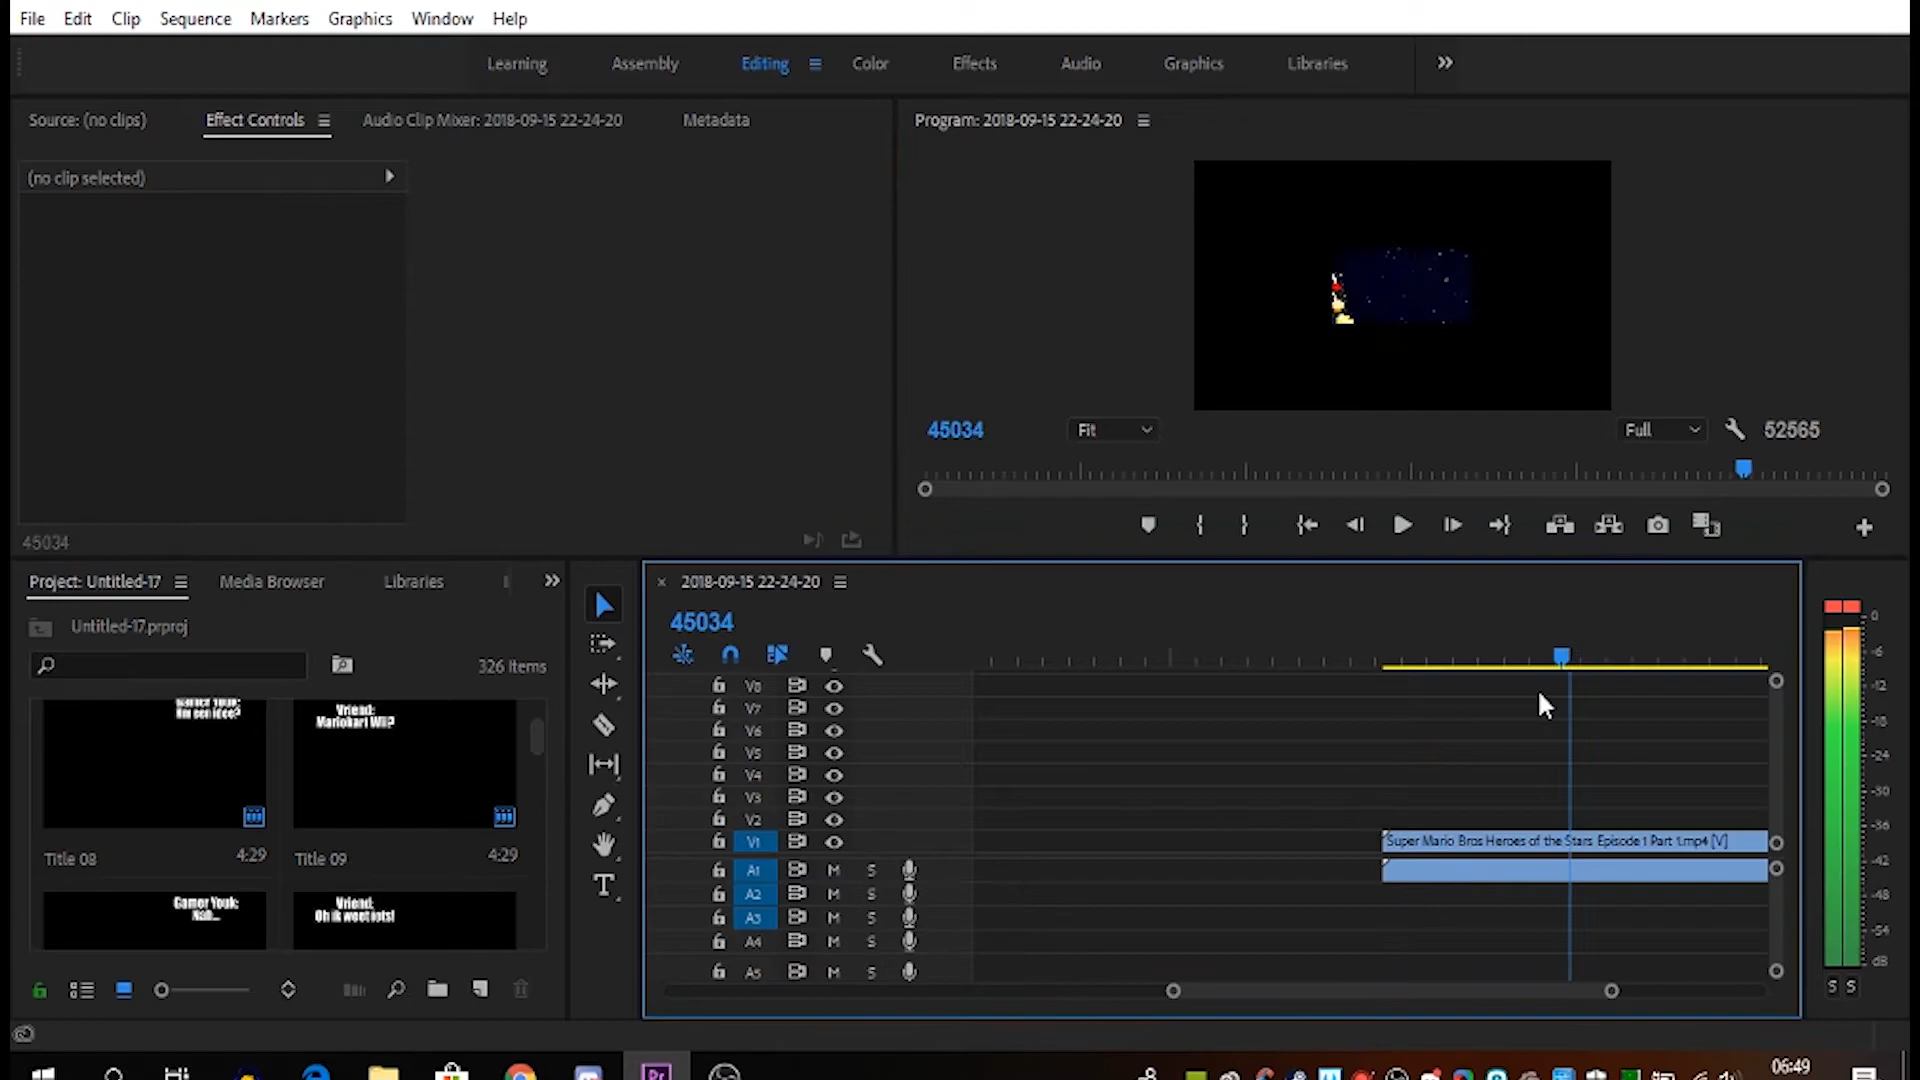 File Edit Clip Sequence Markers Graphics Window Help
Learning Assembly Editing Color Effects Audio Graphics Libraries
Source: (no clips) Effect Controls Audio Clip Mixer: 2018-09-15 22-24-20 Metadata
Program: 2018-09-15 22-24-20
(no clip selected)
45034 Fit Full 52565
45034
Project: Untitled-17 Media Browser Libraries
Untitled-17.prproj
326 Items
Vriend:
Mariokart Wii?
Title 08 4:29
Title 09 4:29
Gamer Youk:
Nah...
Vriend:
Oh ik weet iets!
2018-09-15 22-24-20
45034
V8
V7
V6
V5
V4
V3
V2
V1 Super Mario Bros Heroes of the Stars Episode 1 Part 1.mp4 [V]
A1 M S
A2 M S
A3 M S
A4 M S
A5 M S
0
-6
-12
-18
-24
-30
-36
-42
-48
-54
dB
S S
Pr
06:49